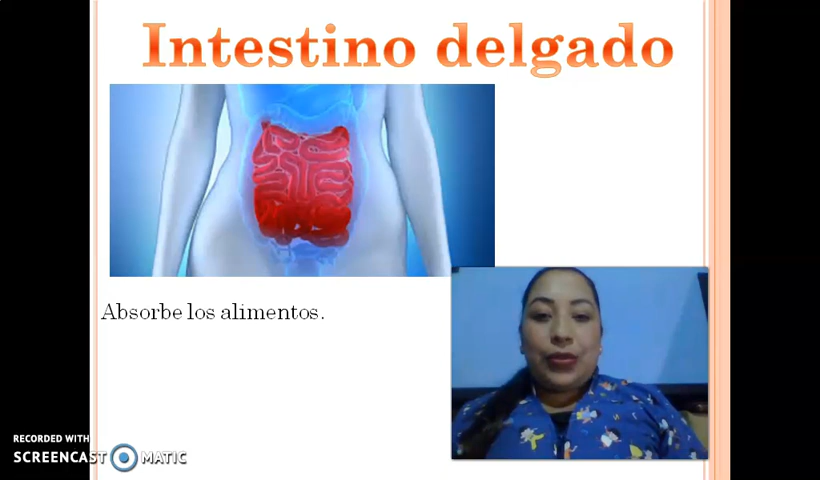 Intestino delgado
Absorbe los alimentos.
RECORDED WITH
SCREENCAST MATIC